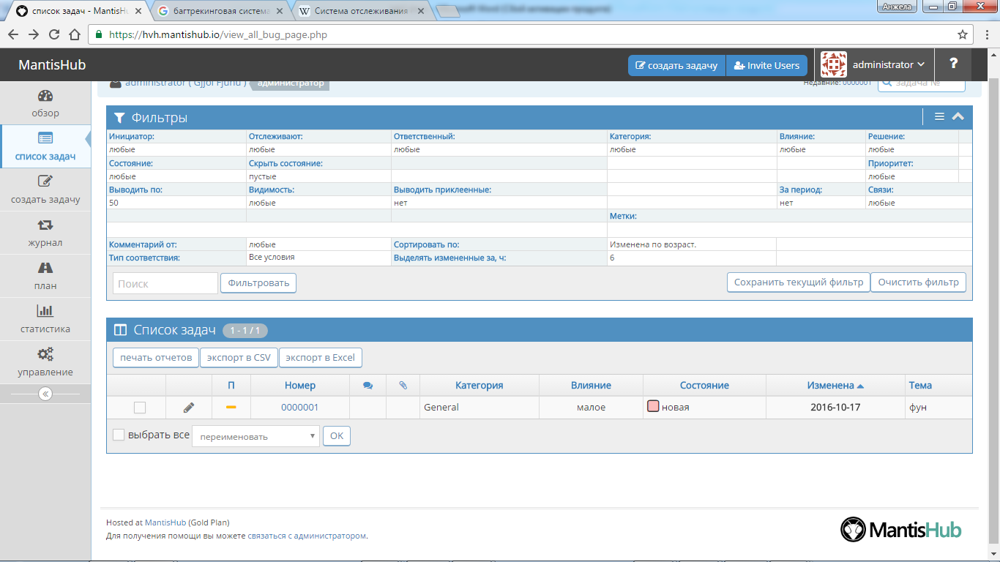 список задач - MantisHu
багтрекинговая система
Система отслеживания
Анжела
https://hvh.mantishub.io/view_all_bug_page.php
MantisHub
создать задачу
Invite Users
administrator
?
administrator ( Gjjol Fjuhu )
администратор
Недавние: 0000001
задача №
обзор
список задач
создать задачу
журнал
план
статистика
управление
Фильтры
Инициатор: Отслеживают: Ответственный: Категория: Влияние: Решение:
любые любые любые любые любые любые
Состояние: Скрыть состояние: Приоритет:
любые пустые любые
Выводить по: Видимость: Выводить приклеенные: За период: Связи:
50 любые нет нет любые
Метки:
Комментарий от: любые Сортировать по: Изменена по возраст.
Тип соответствия: Все условия Выделять измененные за, ч: 6
Поиск Фильтровать Сохранить текущий фильтр Очистить фильтр
Список задач 1 - 1 / 1
печать отчетов экспорт в CSV экспорт в Excel
П Номер Категория Влияние Состояние Изменена Тема
0000001 General малое новая 2016-10-17 фун
выбрать все переименовать OK
Hosted at MantisHub (Gold Plan)
Для получения помощи вы можете связаться с администратором.
MantisHub